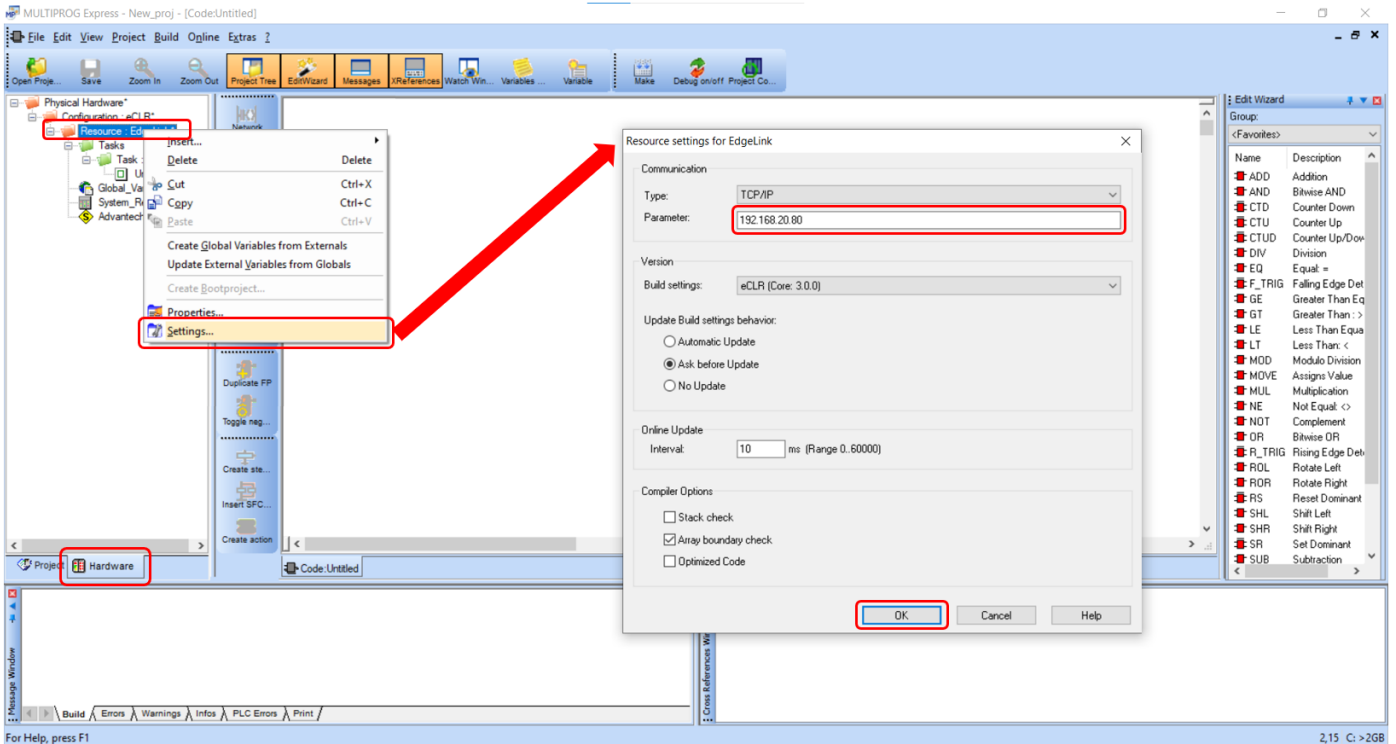 MULTIPROG Express - New_proj - [Code:Untitled]
File Edit View Project Build Online Extras ?
Open Proje... Save Zoom In Zoom Out Project Tree EditWizard Messages XReferences Watch Win... Variables ... Variable Make Debug on/off Project Co...
Physical Hardware*
Configuration : eCLR*
Resource :
Tasks
Task :
Global_Va
System_R
Advantech
Project
Hardware
Insert...
Delete Delete
Cut Ctrl+X
Copy Ctrl+C
Paste Ctrl+V
Create Global Variables from Externals
Update External Variables from Globals
Create Bootproject...
Properties...
Settings...
Network
Duplicate FP
Toggle neg...
Create ste...
Insert SFC...
Create action
Code:Untitled
Resource settings for EdgeLink
Communication
Type: TCP/IP
Parameter: 192.168.20.80
Version
Build settings: eCLR (Core: 3.0.0)
Update Build settings behavior:
Automatic Update
Ask before Update
No Update
Online Update
Interval: 10 ms (Range 0..60000)
Compiler Options
Stack check
Array boundary check
Optimized Code
OK Cancel Help
Edit Wizard
Group:
<Favorites>
Name Description
ADD Addition
AND Bitwise AND
CTD Counter Down
CTU Counter Up
CTUD Counter Up/Dow
DIV Division
EQ Equal: =
F_TRIG Falling Edge Det
GE Greater Than Eq
GT Greater Than : >
LE Less Than Equa
LT Less Than: <
MOD Modulo Division
MOVE Assigns Value
MUL Multiplication
NE Not Equal: <>
NOT Complement
OR Bitwise OR
R_TRIG Rising Edge Dete
ROL Rotate Left
ROR Rotate Right
RS Reset Dominant
SHL Shift Left
SHR Shift Right
SR Set Dominant
SUB Subtraction
Message Window
Build Errors Warnings Infos PLC Errors Print
Cross References Wi
For Help, press F1
2,15 C: >2GB